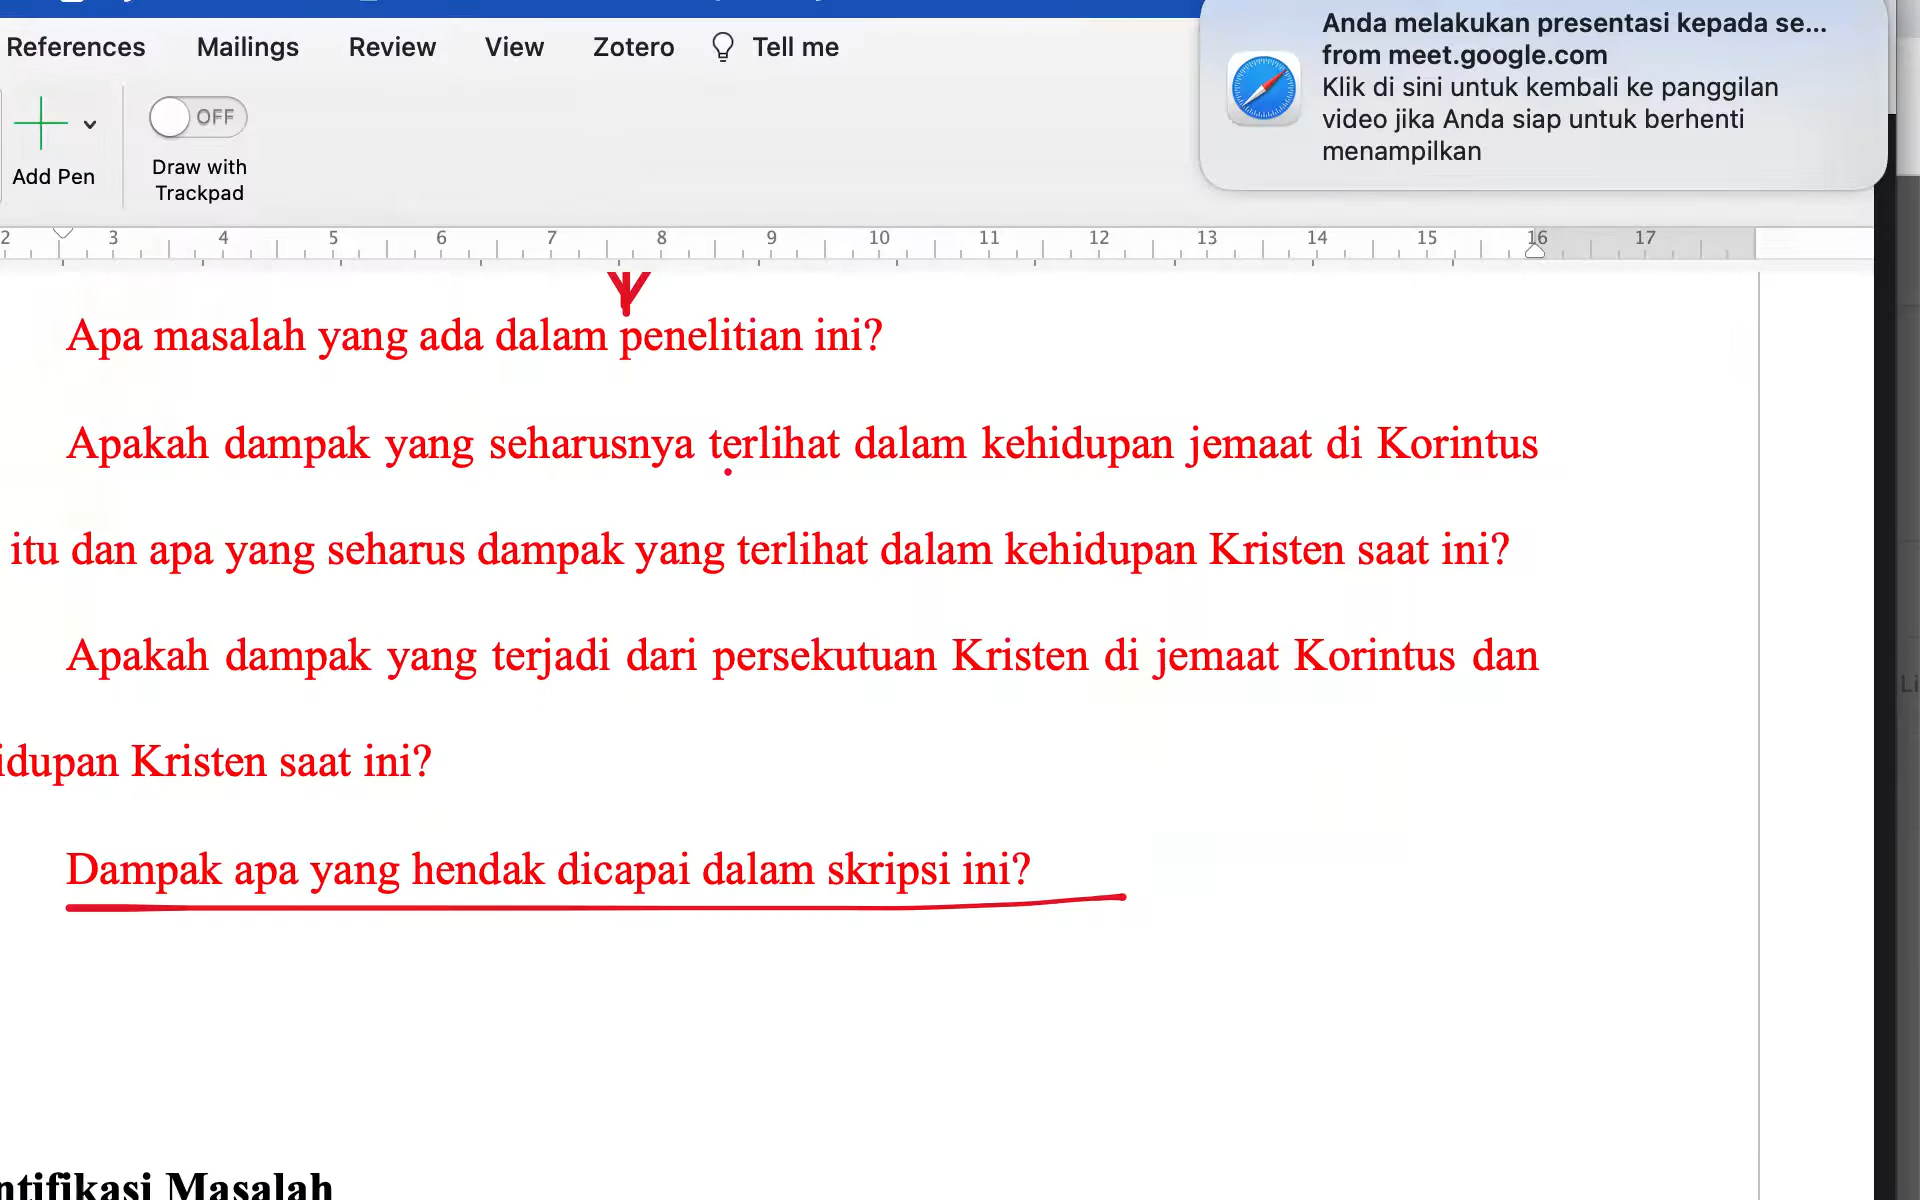 References Mailings Review View Zotero Tell me
Anda melakukan presentasi kepada se...
from meet.google.com
Klik di sini untuk kembali ke panggilan
video jika Anda siap untuk berhenti
menampilkan
OFF
Add Pen
Draw with
Trackpad
2 3 4 5 6 7 8 9 10 11 12 13 14 15 16 17
Apa masalah yang ada dalam penelitian ini?
Apakah dampak yang seharusnya terlihat dalam kehidupan jemaat di Korintus
itu dan apa yang seharus dampak yang terlihat dalam kehidupan Kristen saat ini?
Apakah dampak yang terjadi dari persekutuan Kristen di jemaat Korintus dan
idupan Kristen saat ini?
Dampak apa yang hendak dicapai dalam skripsi ini?
ntifikasi Masalah
Li